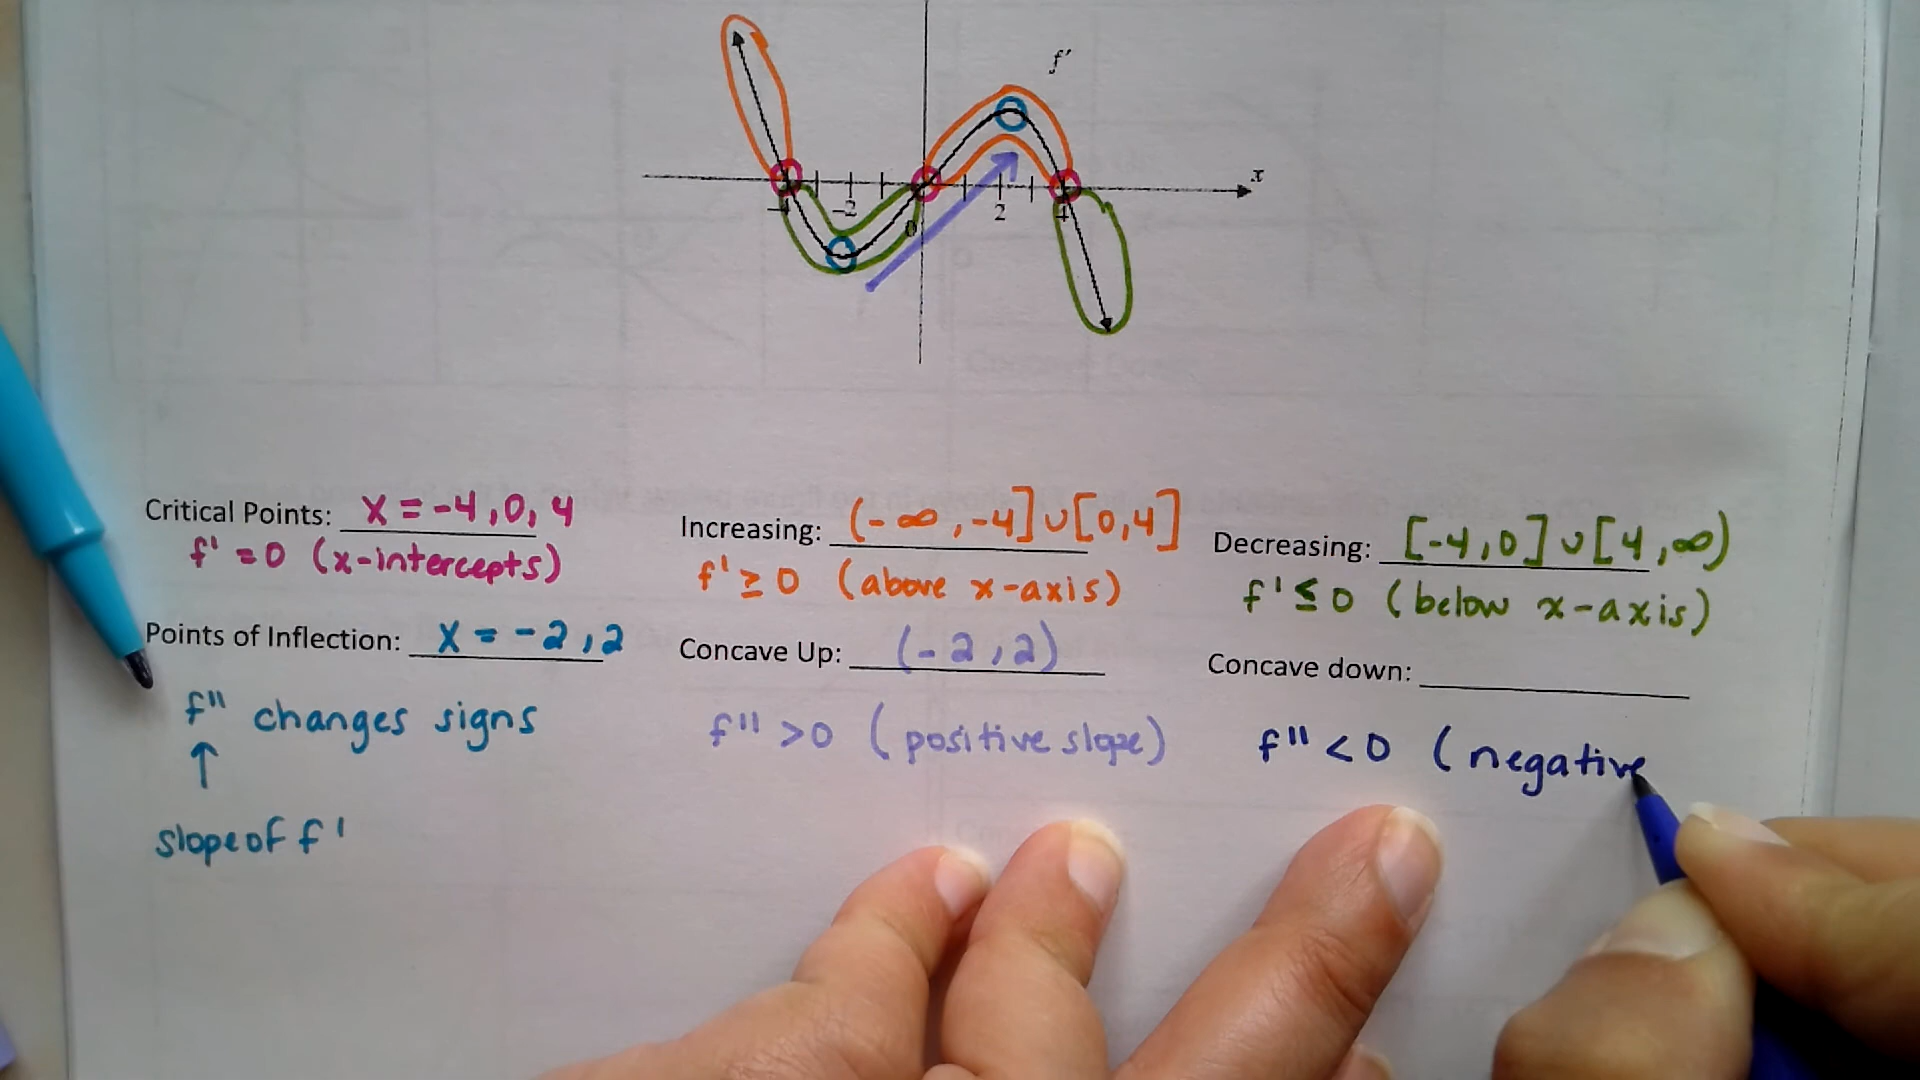 f'
x
-4 -2 0 2 4
Critical Points: x = -4, 0, 4
f' = 0 (x-intercepts)
Increasing: (-∞, -4] ∪ [0, 4]
f' ≥ 0 (above x-axis)
Decreasing: [-4, 0] ∪ [4, ∞)
f' ≤ 0 (below x-axis)
Points of Inflection: x = -2, 2
f'' changes signs
↑
slope of f'
Concave Up: (-2, 2)
f'' > 0 (positive slope)
Concave down:
f'' < 0 (negative